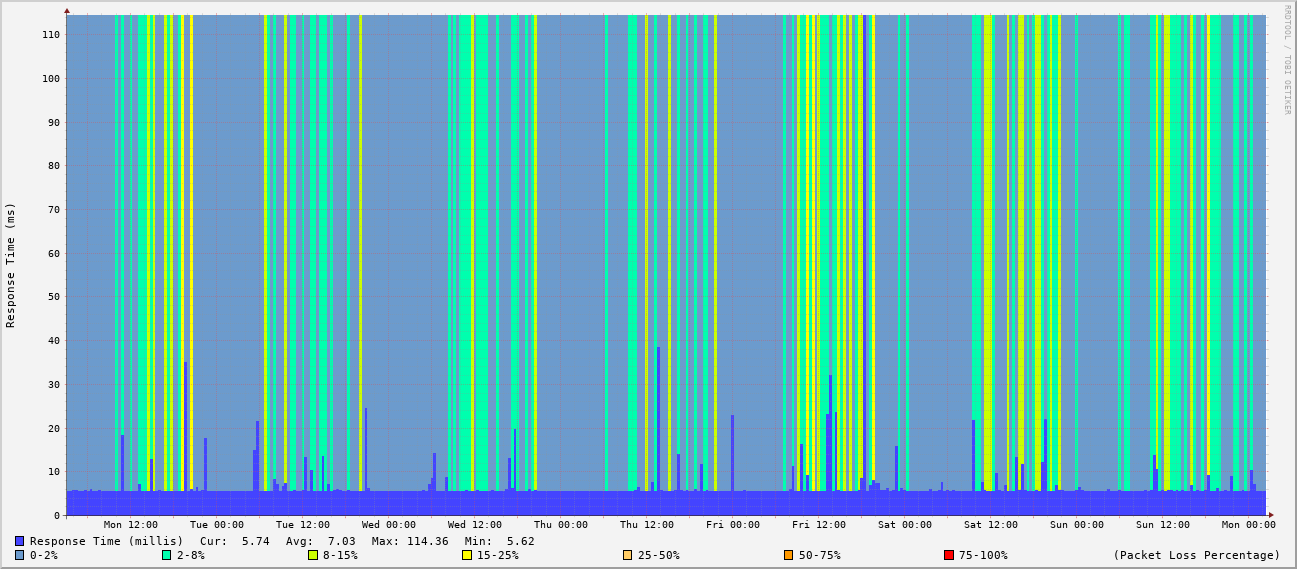 RRDTOOL / TOBI OETIKER
Response Time (ms)
110
100
90
80
70
60
50
40
30
20
10
0
Mon 12:00 Tue 00:00 Tue 12:00 Wed 00:00 Wed 12:00 Thu 00:00 Thu 12:00 Fri 00:00 Fri 12:00 Sat 00:00 Sat 12:00 Sun 00:00 Sun 12:00 Mon 00:00
Response Time (millis) Cur: 5.74 Avg: 7.03 Max: 114.36 Min: 5.62
0-2% 2-8% 8-15% 15-25% 25-50% 50-75% 75-100% (Packet Loss Percentage)